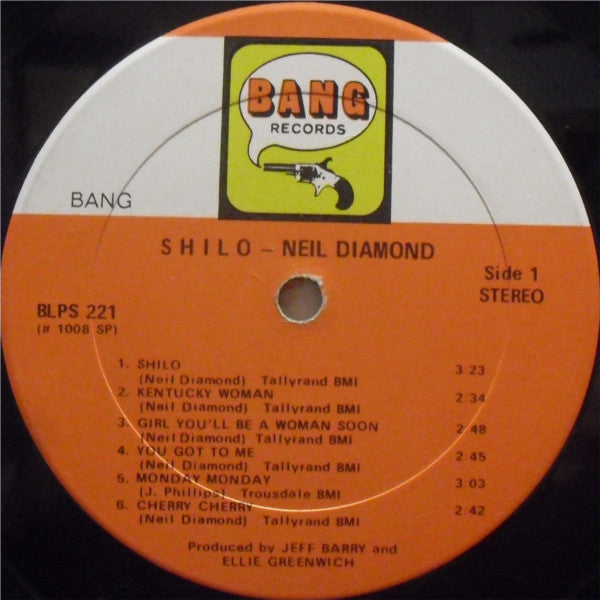 BANG
RECORDS
BANG
SHILO - NEIL DIAMOND
Side 1
STEREO
BLPS 221
(# 1008 SP)
1. SHILO 3:23
(Neil Diamond) Tallyrand BMI
2. KENTUCKY WOMAN 2:34
(Neil Diamond) Tallyrand BMI
3. GIRL YOU'LL BE A WOMAN SOON 2:48
(Neil Diamond) Tallyrand BMI
4. YOU GOT TO ME 2:45
(Neil Diamond) Tallyrand BMI
5. MONDAY MONDAY 3:03
(J. Phillips) Trousdale BMI
6. CHERRY CHERRY 2:42
(Neil Diamond) Tallyrand BMI
Produced by JEFF BARRY and
ELLIE GREENWICH